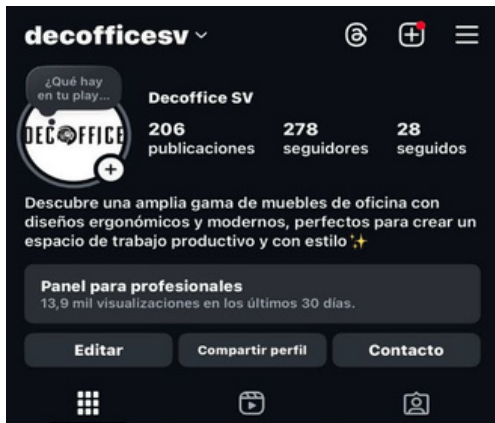 decofficesv
¿Qué hay
en tu play...
DECOFFICE
Decoffice SV
206 278 28
publicaciones seguidores seguidos
Descubre una amplia gama de muebles de oficina con
diseños ergonómicos y modernos, perfectos para crear un
espacio de trabajo productivo y con estilo✨
Panel para profesionales
13,9 mil visualizaciones en los últimos 30 días.
Editar Compartir perfil Contacto